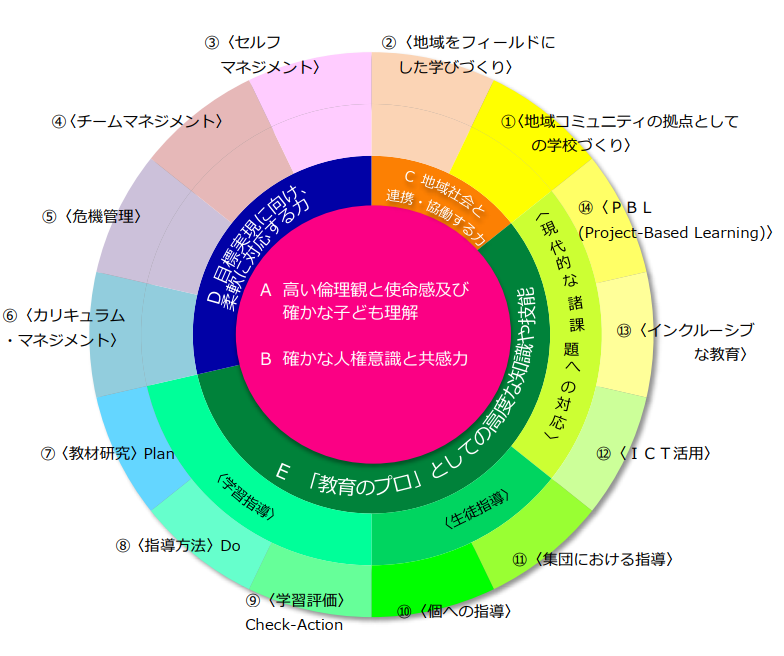 ③〈セルフ
マネジメント〉
②〈地域をフィールドに
した学びづくり〉
④〈チームマネジメント〉
①〈地域コミュニティの拠点として
の学校づくり〉
C 地域社会と
連携・協働する力
⑤〈危機管理〉
D 目標実現に向け、
柔軟に対応する力
⑭〈ＰＢＬ
(Project-Based Learning)〉
〈現代的な諸課題への対応〉
A 高い倫理観と使命感及び
確かな子ども理解
B 確かな人権意識と共感力
⑥〈カリキュラム
・マネジメント〉
⑬〈インクルーシブ
な教育〉
E 「教育のプロ」としての高度な知識や技能
⑦〈教材研究〉Plan
⑫〈ＩＣＴ活用〉
〈学習指導〉
〈生徒指導〉
⑧〈指導方法〉Do
⑪〈集団における指導〉
⑨〈学習評価〉
Check-Action
⑩〈個への指導〉